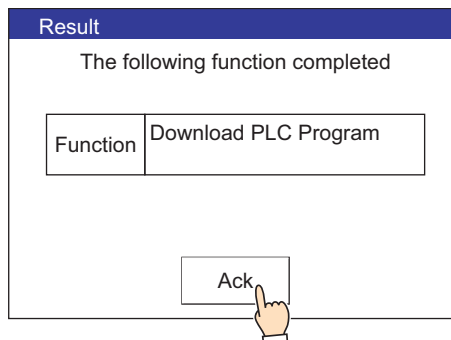 Result
The following function completed
Function
Download PLC Program
Ack